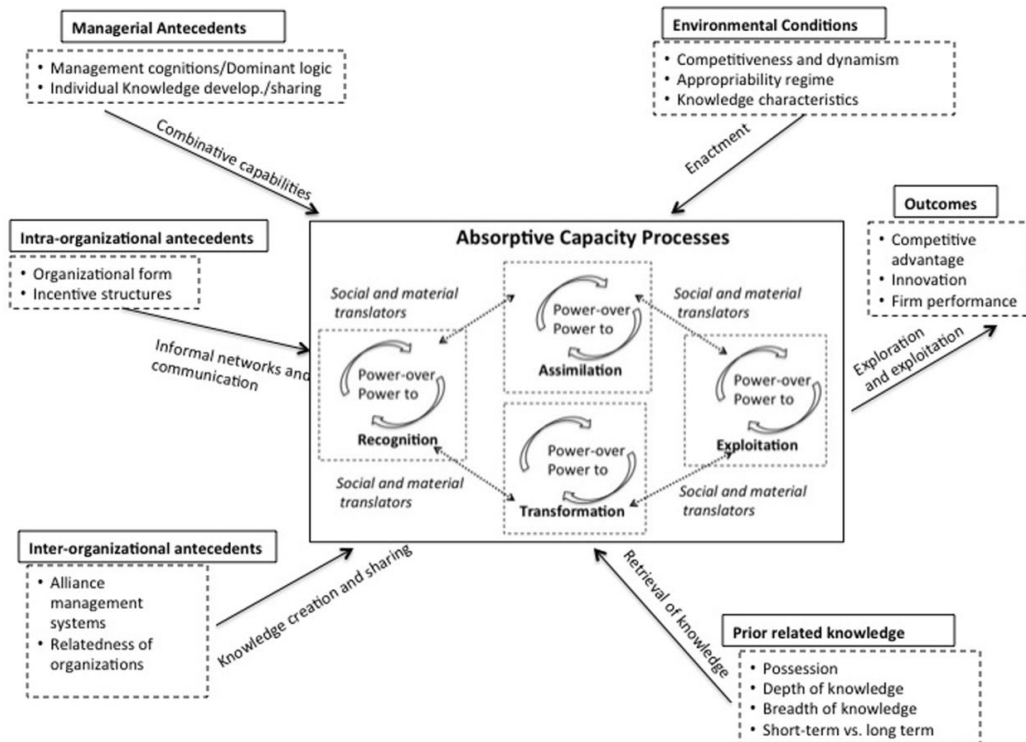 Managerial Antecedents
• Management cognitions/Dominant logic
• Individual Knowledge develop./sharing
Combinative capabilities
Environmental Conditions
• Competitiveness and dynamism
• Appropriability regime
• Knowledge characteristics
Enactment
Intra-organizational antecedents
• Organizational form
• Incentive structures
Informal networks and
communication
Outcomes
• Competitive
advantage
• Innovation
• Firm performance
Exploration
and exploitation
Absorptive Capacity Processes
Social and material
translators
Power-over
Power to
Assimilation
Social and material
translators
Power-over
Power to
Recognition
Power-over
Power to
Exploitation
Social and material
translators
Power-over
Power to
Transformation
Social and material
translators
Inter-organizational antecedents
• Alliance
management
systems
• Relatedness of
organizations
Knowledge creation and sharing
Retrieval of knowledge
Prior related knowledge
• Possession
• Depth of knowledge
• Breadth of knowledge
• Short-term vs. long term